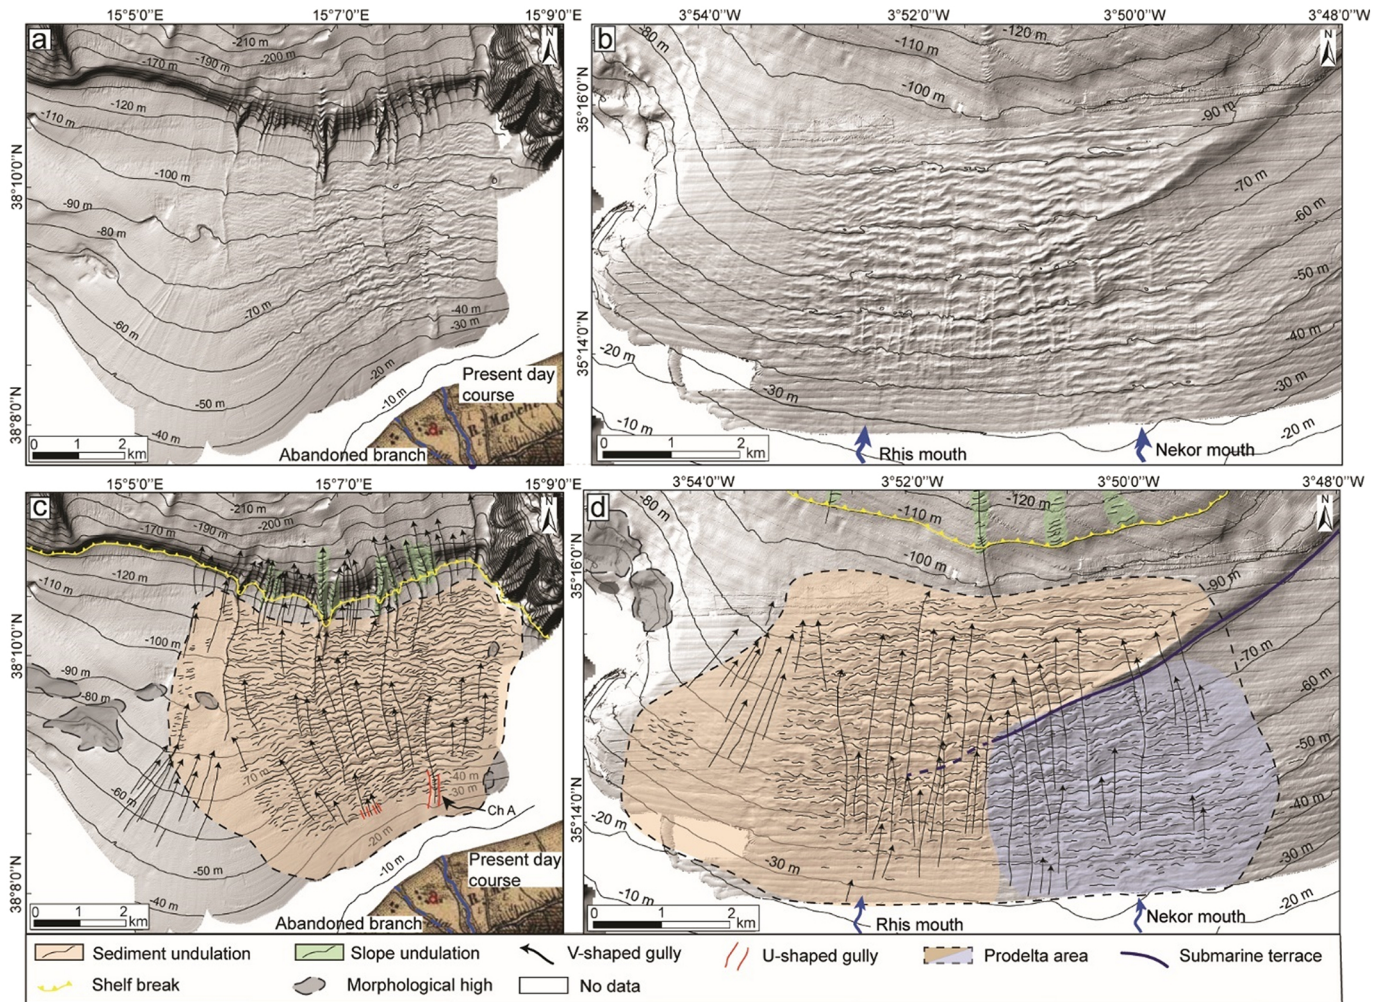 15°5'0"E 15°7'0"E 15°9'0"E
3°54'0"W 3°52'0"W 3°50'0"W 3°48'0"W
a
N
-210 m
-190 m
-200 m
-170 m
-120 m
-110 m
-100 m
-90 m
-80 m
-70 m
-60 m
-50 m
-40 m
-40 m
-30 m
-20 m
-10 m
38°10'0"N
38°8'0"N
Present day
course
Abandoned branch
0 1 2
km
b
N
-80 m
-110 m
-120 m
-100 m
-90 m
-70 m
-60 m
-50 m
-40 m
-30 m
-20 m
-30 m
-10 m
-20 m
35°16'0"N
35°14'0"N
0 1 2
km
Rhis mouth
Nekor mouth
15°5'0"E 15°7'0"E 15°9'0"E
3°54'0"W 3°52'0"W 3°50'0"W 3°48'0"W
c
N
-210 m
-190 m
-200 m
-170 m
-120 m
-110 m
-100 m
-90 m
-80 m
-70 m
-60 m
-50 m
-40 m
-40 m
-30 m
-20 m
-10 m
Ch A
38°10'0"N
38°8'0"N
Present day
course
Abandoned branch
0 1 2
km
d
N
-80 m
-120 m
-110 m
-100 m
-90 m
-70 m
-60 m
-50 m
-40 m
-30 m
-20 m
-30 m
-10 m
-20 m
35°16'0"N
35°14'0"N
0 1 2
km
Rhis mouth
Nekor mouth
Sediment undulation
Slope undulation
V-shaped gully
U-shaped gully
Prodelta area
Submarine terrace
Shelf break
Morphological high
No data